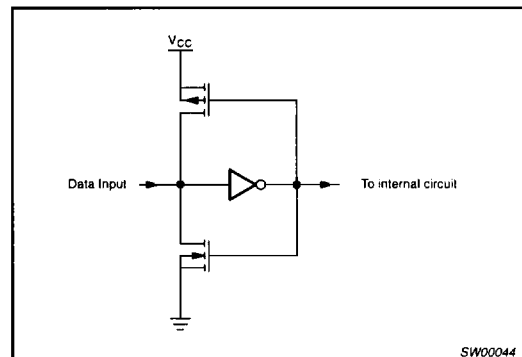 VCC
Data Input
To internal circuit
SW00044